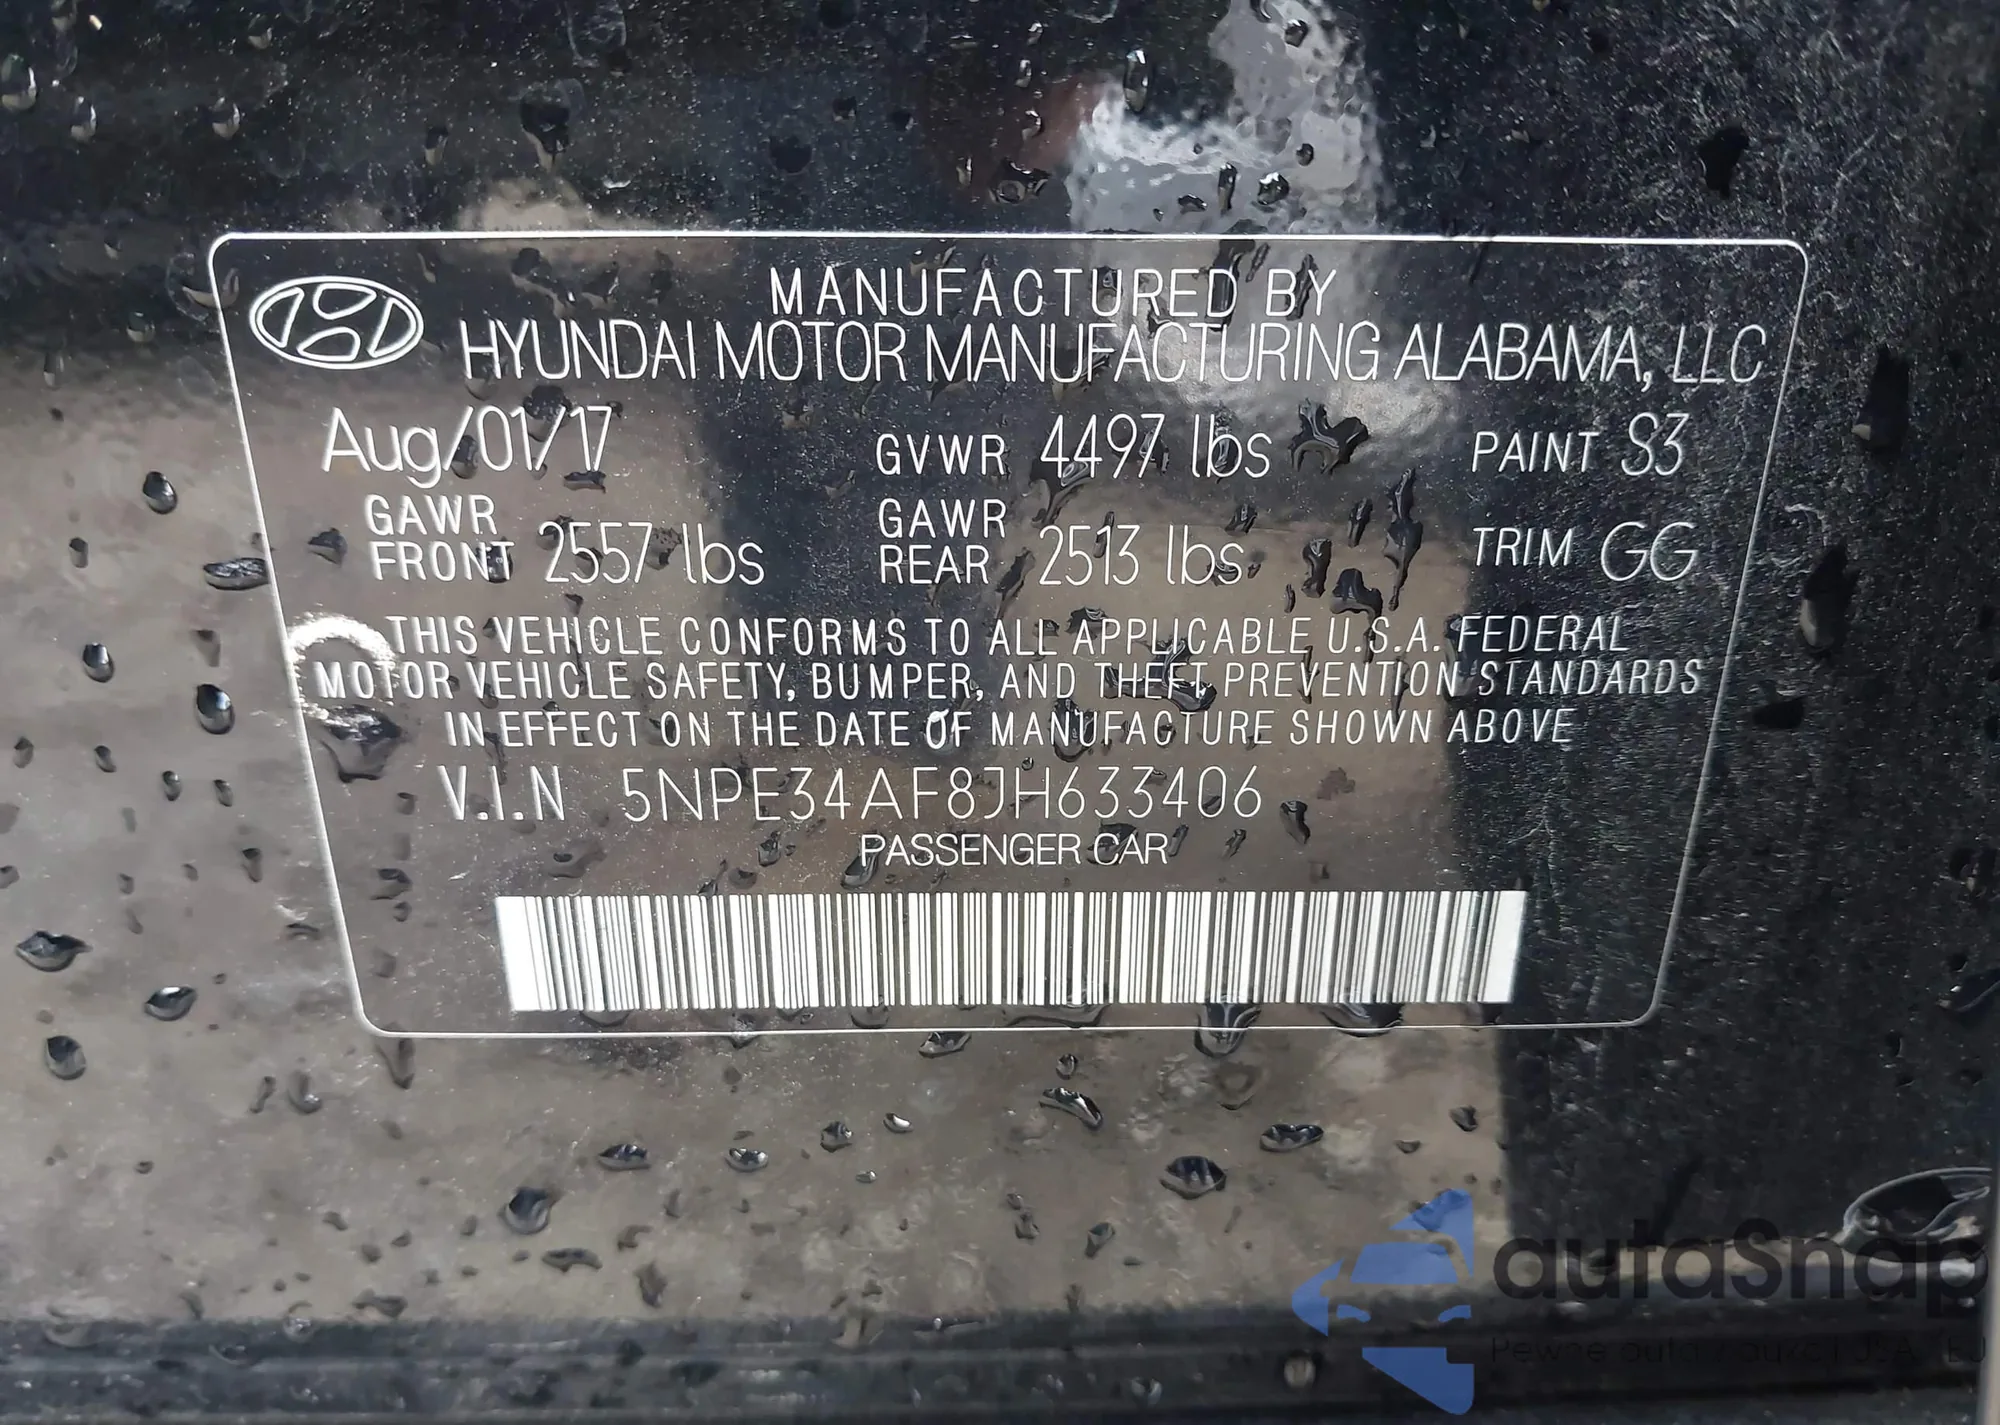 MANUFACTURED BY
HYUNDAI MOTOR MANUFACTURING ALABAMA, LLC
Aug/01/17 GVWR 4497 lbs PAINT S3
GAWR FRONT 2557 lbs GAWR REAR 2513 lbs TRIM GG
THIS VEHICLE CONFORMS TO ALL APPLICABLE U.S.A. FEDERAL
MOTOR VEHICLE SAFETY, BUMPER, AND THEFT PREVENTION STANDARDS
IN EFFECT ON THE DATE OF MANUFACTURE SHOWN ABOVE
V.I.N 5NPE34AF8JH633406
PASSENGER CAR
autaSnap